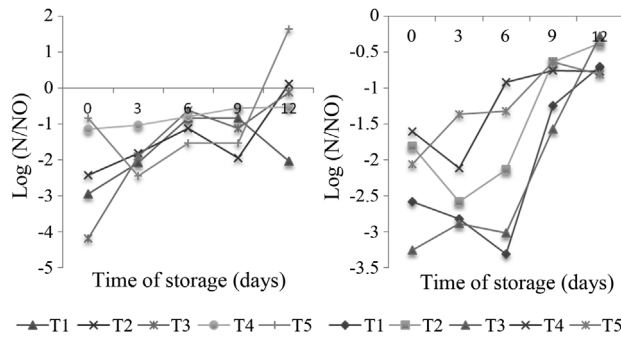 2
1
0
-1
-2
-3
-4
-5
Log (N/NO)
0 3 6 9 12
Time of storage (days)
T1 T2 T3 T4 T5
-0
-0.5
-1
-1.5
-2
-2.5
-3
-3.5
Log (N/NO)
0 3 6 9 12
Time of storage (days)
T1 T2 T3 T4 T5